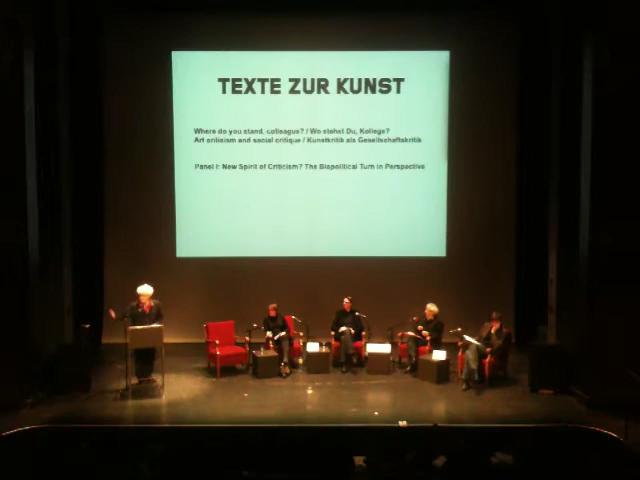 TEXTE ZUR KUNST
Where do you stand, colleague? / Wo stehst Du, Kollege?
Art criticism and social critique / Kunstkritik als Gesellschaftskritik
Panel I: New Spirit of Criticism? The Biopolitical Turn in Perspective